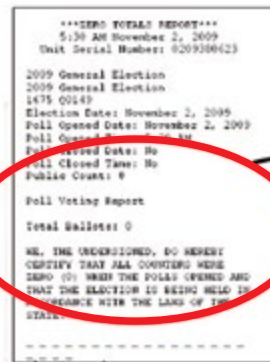 ***ZERO TOTALS REPORT***
5:30 AM November 2, 2009
Unit Serial Number: 0209380623
2009 General Election
2009 General Election
1675 00149
Election Date: November 2, 2009
Poll Opened Date: November 2, 2009
Poll Opened
Poll Closed Date: No
Poll Closed Time: No
Public Count: 0
Poll Voting Report
Total Ballots: 0
WE, THE UNDERSIGNED, DO HEREBY
CERTIFY THAT ALL COUNTERS WERE
ZERO (0) WHEN THE POLLS OPENED AND
THAT THE ELECTION IS BEING HELD IN
ACCORDANCE WITH THE LAWS OF THE
STATE.